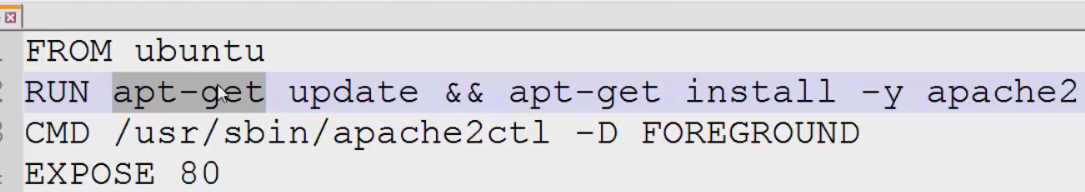 FROM ubuntu
RUN apt-get update && apt-get install -y apache2
CMD /usr/sbin/apache2ctl -D FOREGROUND
EXPOSE 80